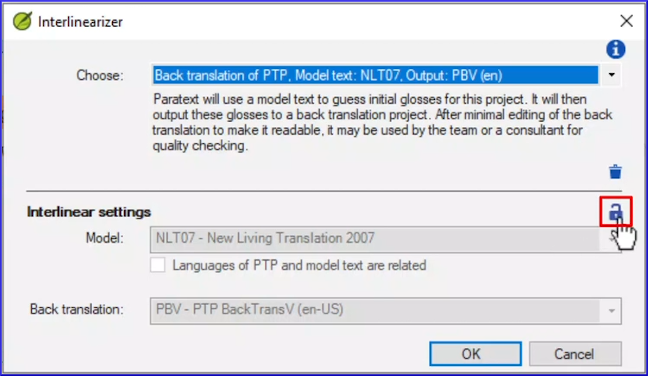 Interlinearizer
Choose: Back translation of PTP, Model text: NLT07, Output: PBV (en)
Paratext will use a model text to guess initial glosses for this project. It will then
output these glosses to a back translation project. After minimal editing of the back
translation to make it readable, it may be used by the team or a consultant for
quality checking.
Interlinear settings
Model: NLT07 - New Living Translation 2007
Languages of PTP and model text are related
Back translation: PBV - PTP BackTransV (en-US)
OK Cancel